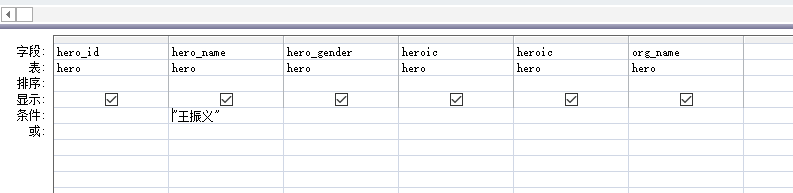 字段: hero_id hero_name hero_gender heroic heroic org_name
表: hero hero hero hero hero hero
排序:
显示:
条件: "王振义"
或: